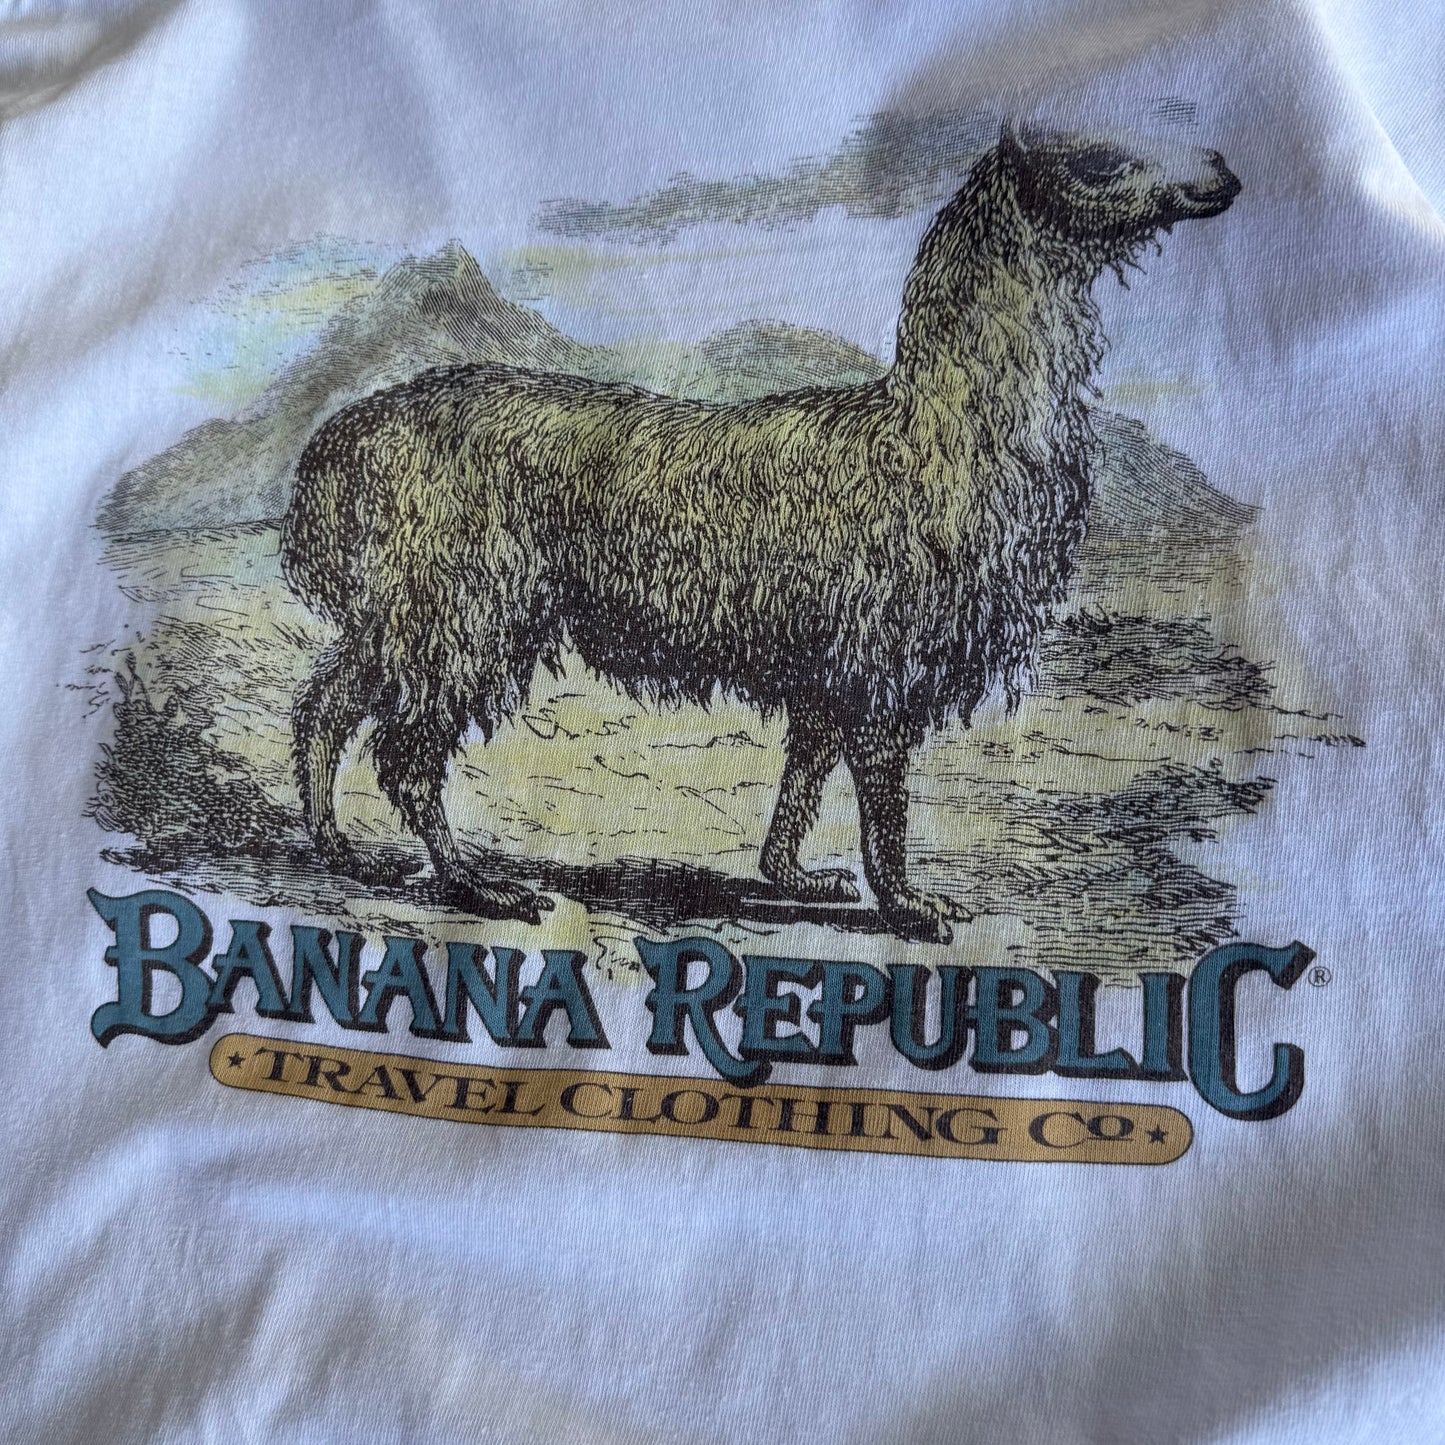 BANANA REPUBLIC®
★ TRAVEL CLOTHING CO ★